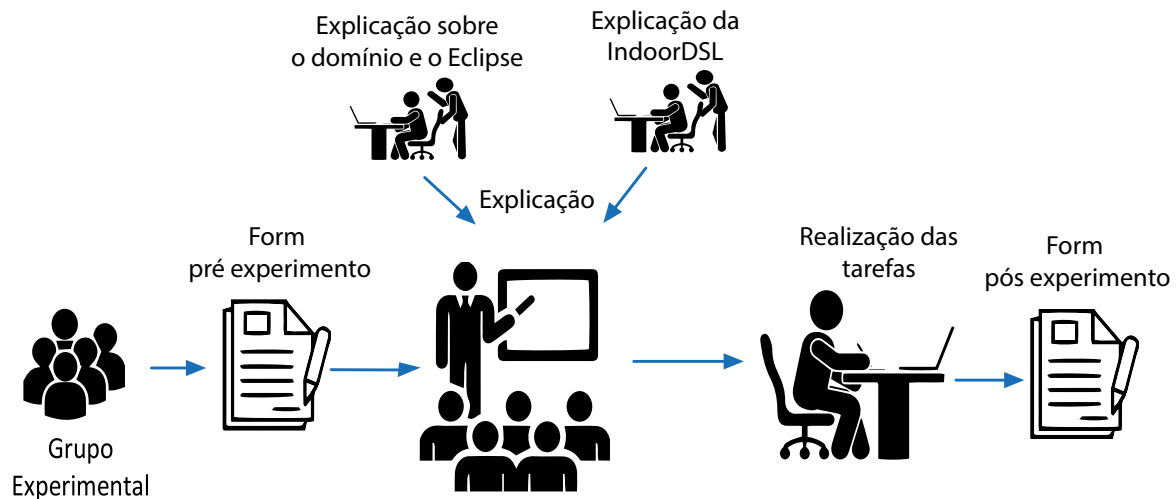 Explicação sobre
o domínio e o Eclipse
Explicação da
IndoorDSL
Explicação
Form
pré experimento
Realização das
tarefas
Form
pós experimento
Grupo
Experimental